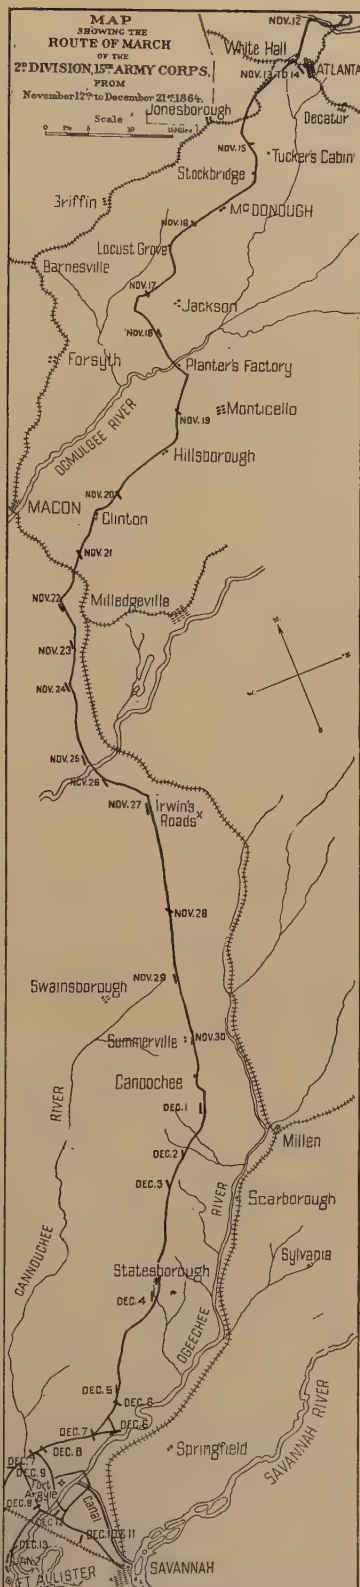 MAP
SHOWING THE
ROUTE OF MARCH
OF THE
2D DIVISION, 15TH ARMY CORPS,
FROM
November 12th to December 21st 1864.
Scale
0 2½ 5 10 15 Miles
NOV.12
White Hall
NOV.13 TO 14
ATLANTA
Decatur
Jonesborough
NOV.15
Tucker's Cabin
Stockbridge
Griffin
McDONOUGH
NOV.16
Locust Grove
Barnesville
NOV.17
Jackson
NOV.18
Forsyth
Planter's Factory
OCMULGEE RIVER
NOV.19
Monticello
Hillsborough
NOV.20
MACON
Clinton
NOV.21
NOV.22
Milledgeville
N.
NOV.23
W.
E.
NOV.24
S.
NOV.25
NOV.26
NOV.27
Irwin's
Roads
NOV.28
NOV.29
Swainsborough
Summerville
NOV.30
Canoochee
DEC.1
RIVER
Millen
DEC.2
DEC.3
RIVER
Scarborough
Sylvania
CANNOUCHEE
Statesborough
DEC.4
OGEECHEE
DEC.5
DEC.6
DEC.6
DEC.7
DEC.7
DEC.8
Springfield
SAVANNAH RIVER
DEC.9
Fort
Argyle
Canal
DEC.12
DEC.13
SAVANNAH
FT. McALLISTER